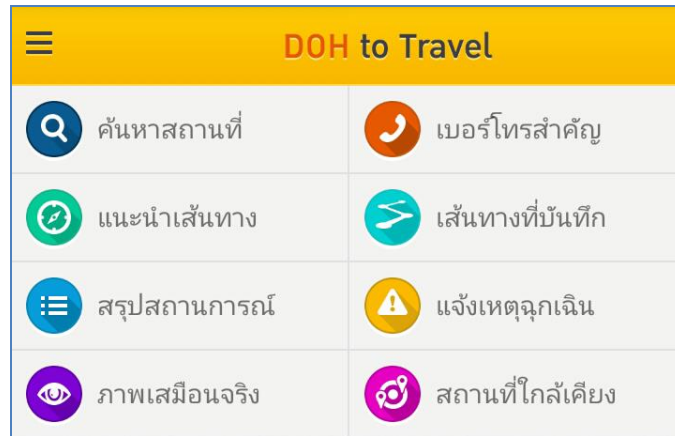 DOH to Travel
ค้นหาสถานที่
เบอร์โทรสำคัญ
แนะนำเส้นทาง
เส้นทางที่บันทึก
สรุปสถานการณ์
แจ้งเหตุฉุกเฉิน
ภาพเสมือนจริง
สถานที่ใกล้เคียง